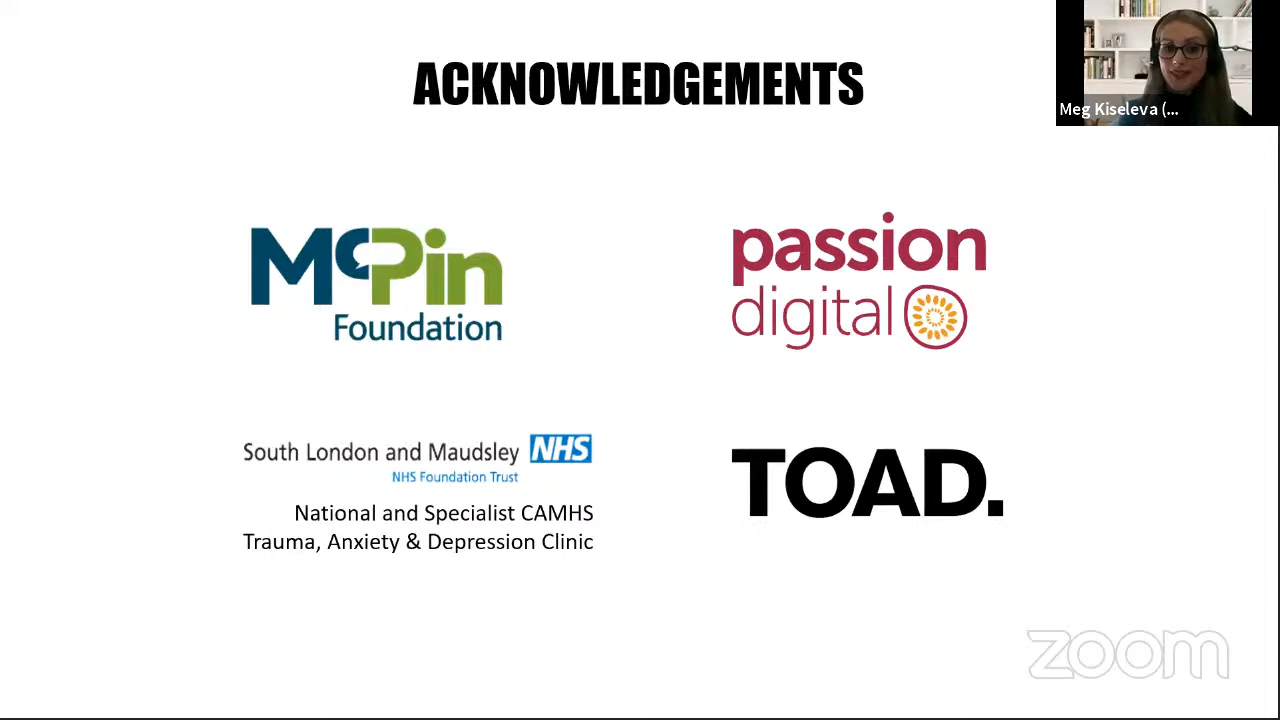 ACKNOWLEDGEMENTS
Meg Kiseleva (...
McPin
Foundation
passion
digital
South London and Maudsley NHS
NHS Foundation Trust
National and Specialist CAMHS
Trauma, Anxiety & Depression Clinic
TOAD.
zoom